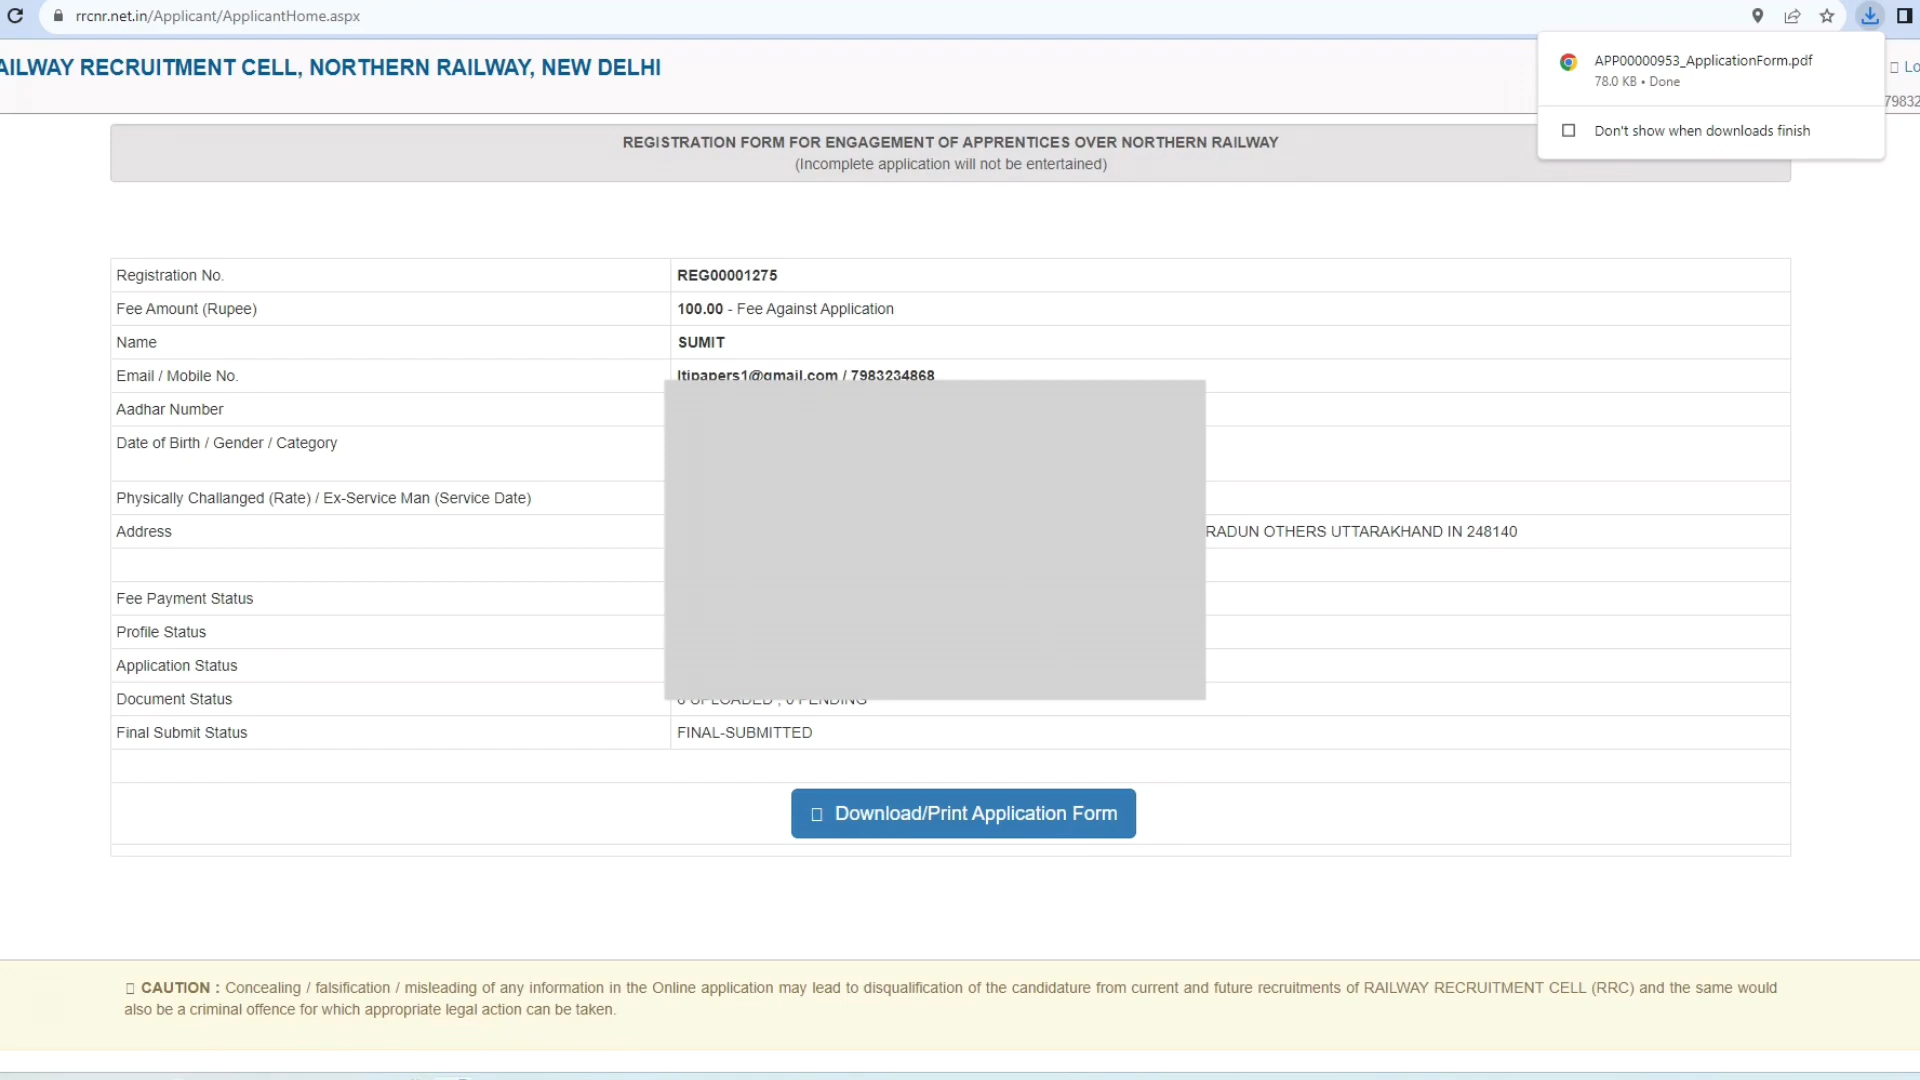 rrcnr.net.in/Applicant/ApplicantHome.aspx
AILWAY RECRUITMENT CELL, NORTHERN RAILWAY, NEW DELHI
APP00000953_ApplicationForm.pdf
78.0 KB • Done
Don't show when downloads finish
Lo
79832
REGISTRATION FORM FOR ENGAGEMENT OF APPRENTICES OVER NORTHERN RAILWAY
(Incomplete application will not be entertained)
Registration No. REG00001275
Fee Amount (Rupee) 100.00 - Fee Against Application
Name SUMIT
Email / Mobile No. Itipapers1@gmail.com / 7983234868
Aadhar Number
Date of Birth / Gender / Category
Physically Challanged (Rate) / Ex-Service Man (Service Date)
Address RADUN OTHERS UTTARAKHAND IN 248140
Fee Payment Status
Profile Status
Application Status
Document Status UPLOADED ; 0 PENDING
Final Submit Status FINAL-SUBMITTED
Download/Print Application Form
CAUTION : Concealing / falsification / misleading of any information in the Online application may lead to disqualification of the candidature from current and future recruitments of RAILWAY RECRUITMENT CELL (RRC) and the same would
also be a criminal offence for which appropriate legal action can be taken.